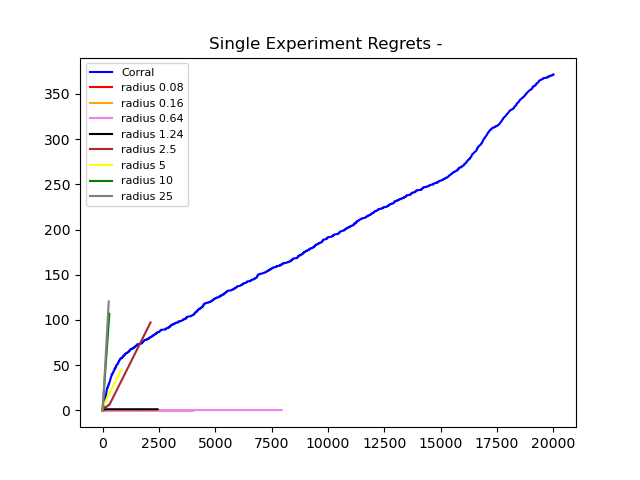 Single Experiment Regrets -
Corral
radius 0.08
radius 0.16
radius 0.64
radius 1.24
radius 2.5
radius 5
radius 10
radius 25
350
300
250
200
150
100
50
0
0 2500 5000 7500 10000 12500 15000 17500 20000